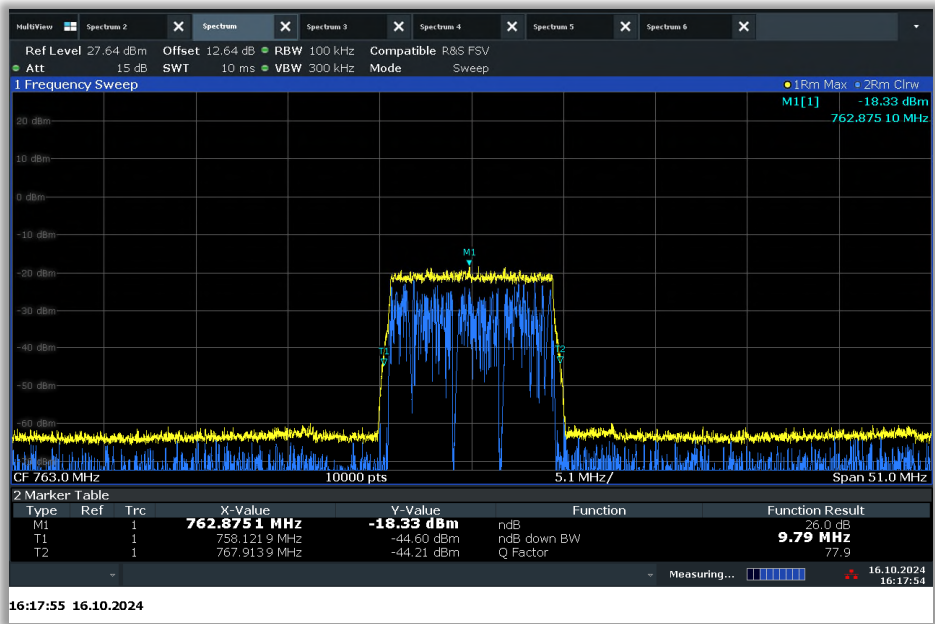 MultiView Spectrum 2 Spectrum Spectrum 3 Spectrum 4 Spectrum 5 Spectrum 6
Ref Level 27.64 dBm Offset 12.64 dB RBW 100 kHz Compatible R&S FSV
Att 15 dB SWT 10 ms VBW 300 kHz Mode Sweep
1 Frequency Sweep 1Rm Max 2Rm Clrw
M1[1] -18.33 dBm
762.875 10 MHz
20 dBm
10 dBm
0 dBm
-10 dBm
M1
-20 dBm
-30 dBm
-40 dBm
T1 T2
-50 dBm
-60 dBm
CF 763.0 MHz 10000 pts 5.1 MHz/ Span 51.0 MHz
2 Marker Table
Type Ref Trc X-Value Y-Value Function Function Result
M1 1 762.875 1 MHz -18.33 dBm ndB 26.0 dB
T1 1 758.121 9 MHz -44.60 dBm ndB down BW 9.79 MHz
T2 1 767.913 9 MHz -44.21 dBm Q Factor 77.9
Measuring... 16.10.2024
16:17:54
16:17:55 16.10.2024